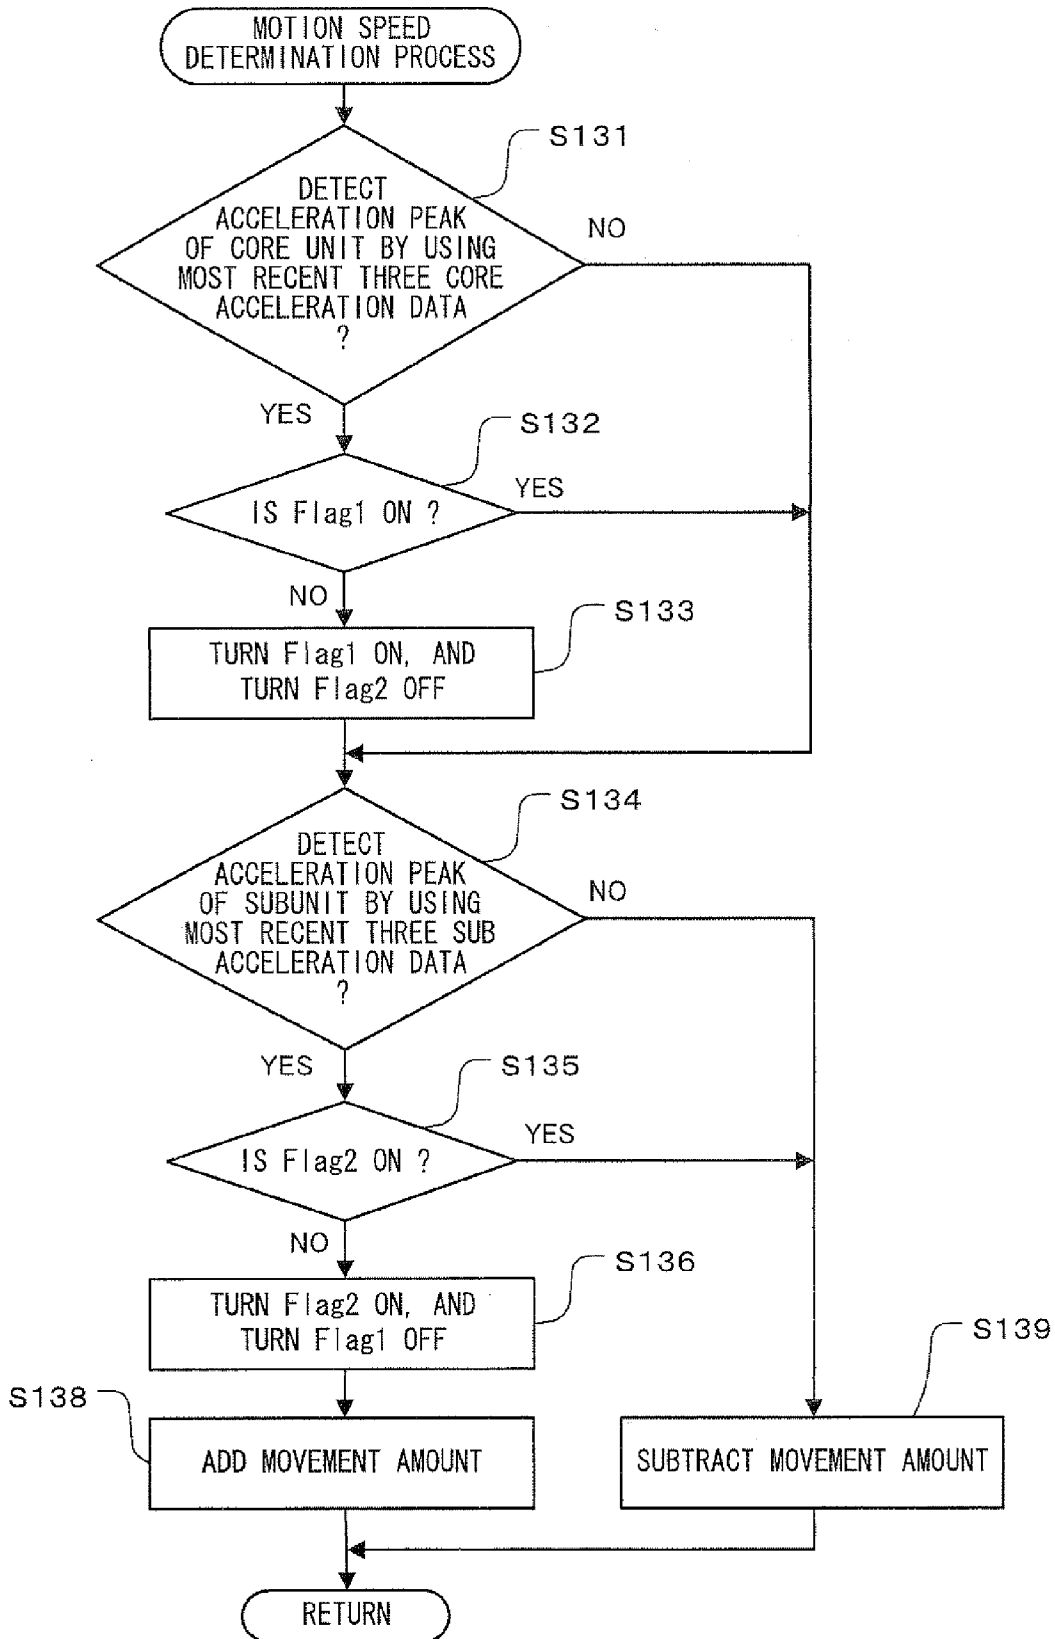 MOTION SPEED
DETERMINATION PROCESS
S131
DETECT
ACCELERATION PEAK
OF CORE UNIT BY USING
MOST RECENT THREE CORE
ACCELERATION DATA
?
NO
YES
S132
IS Flag1 ON ?
YES
NO
S133
TURN Flag1 ON, AND
TURN Flag2 OFF
S134
DETECT
ACCELERATION PEAK
OF SUBUNIT BY USING
MOST RECENT THREE SUB
ACCELERATION DATA
?
NO
YES
S135
IS Flag2 ON ?
YES
NO
S136
TURN Flag2 ON, AND
TURN Flag1 OFF
S138
ADD MOVEMENT AMOUNT
S139
SUBTRACT MOVEMENT AMOUNT
RETURN